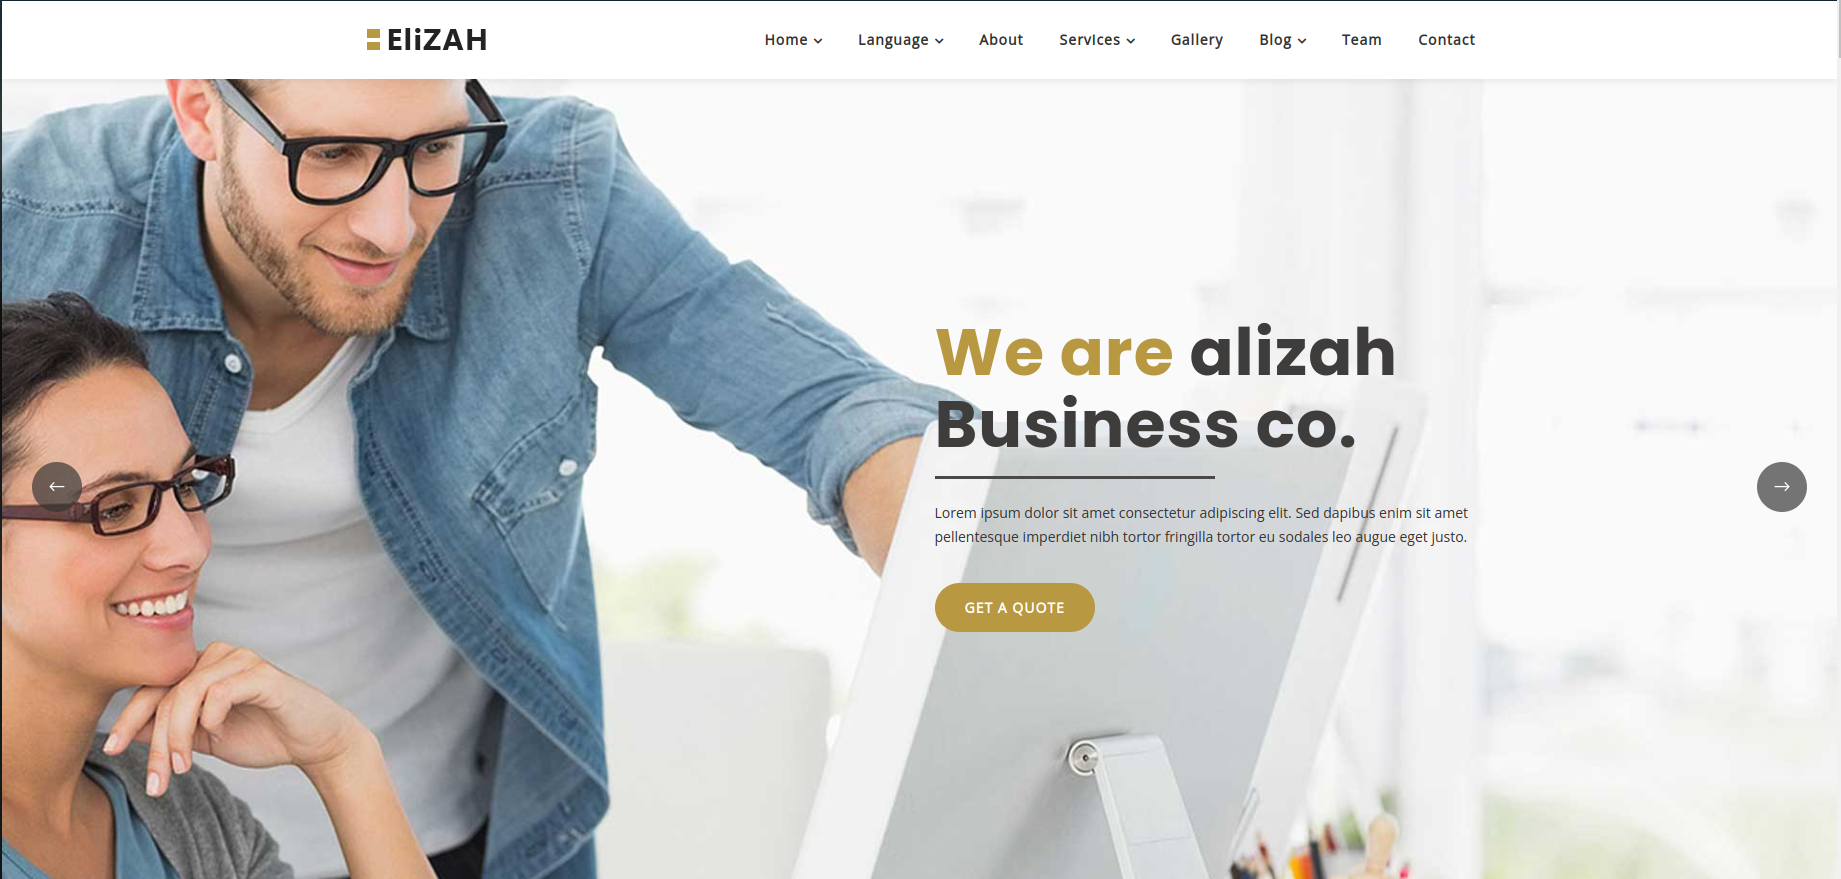 EliZAH
Home Language About Services Gallery Blog Team Contact
We are alizah
Business co.
Lorem ipsum dolor sit amet consectetur adipiscing elit. Sed dapibus enim sit amet
pellentesque imperdiet nibh tortor fringilla tortor eu sodales leo augue eget justo.
GET A QUOTE